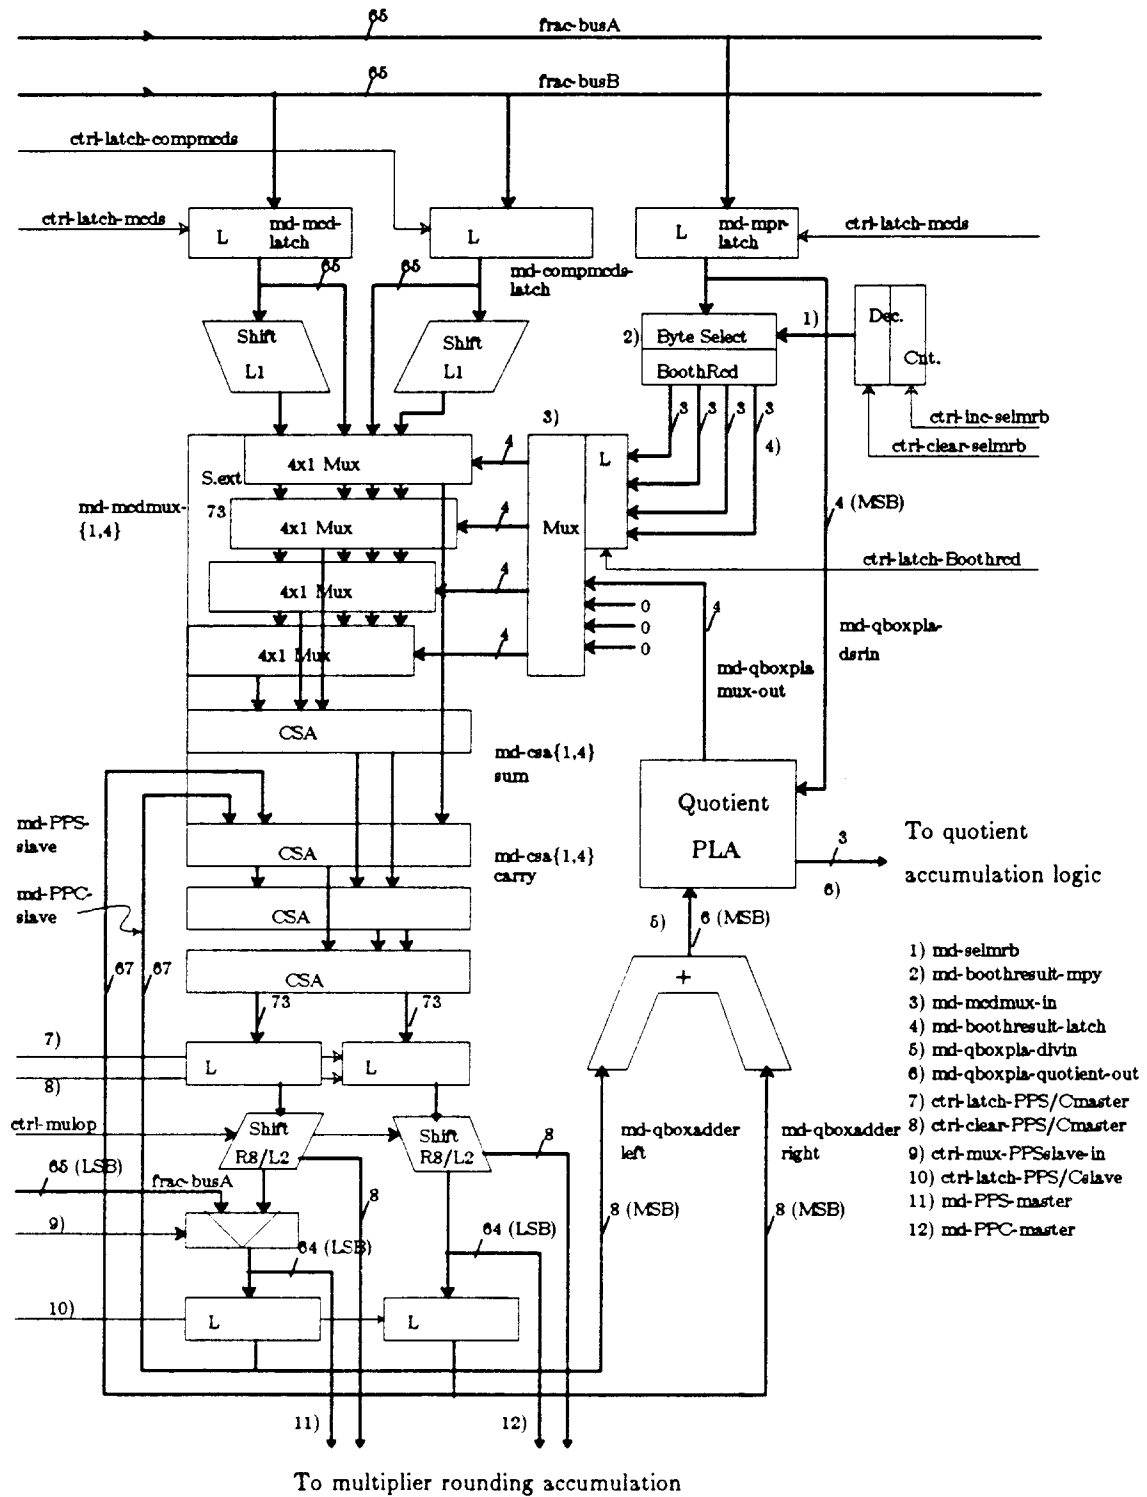 65
frac-busA
65
frac-busB
ctrl-latch-compmcds
ctrl-latch-mcds
L
md-mcd-
latch
L
L
md-mpr-
latch
ctrl-latch-mcds
65
65
md-compmcds-
latch
Shift
L1
Shift
L1
1)
Dec.
Cnt.
2)
Byte Select
BoothRcd
3
3
3
3
4)
ctrl-inc-selmrb
ctrl-clear-selmrb
3)
S.ext
4x1 Mux
4
L
md-mcdmux-
{1,4}
73
4x1 Mux
4
Mux
4 (MSB)
4x1 Mux
4
ctrl-latch-Boothrcd
4x1 Mux
4
0
0
0
4
md-qboxpla-
dsrin
md-qboxpla
mux-out
CSA
md-csa{1,4}
sum
Quotient
PLA
md-PPS-
slave
CSA
md-csa{1,4}
carry
3
6)
To quotient
accumulation logic
md-PPC-
slave
CSA
5)
6 (MSB)
CSA
+
67
67
73
73
1) md-selmrb
2) md-boothresult-mpy
3) md-mcdmux-in
4) md-boothresult-latch
5) md-qboxpla-divin
6) md-qboxpla-quotient-out
7) ctrl-latch-PPS/Cmaster
8) ctrl-clear-PPS/Cmaster
9) ctrl-mux-PPSslave-in
10) ctrl-latch-PPS/Cslave
11) md-PPS-master
12) md-PPC-master
7)
8)
L
L
ctrl-mulop
Shift
R8/L2
Shift
R8/L2
8
md-qboxadder
left
md-qboxadder
right
65 (LSB)
frac-busA
8
8 (MSB)
8 (MSB)
9)
64 (LSB)
64 (LSB)
10)
L
L
11)
12)
To multiplier rounding accumulation